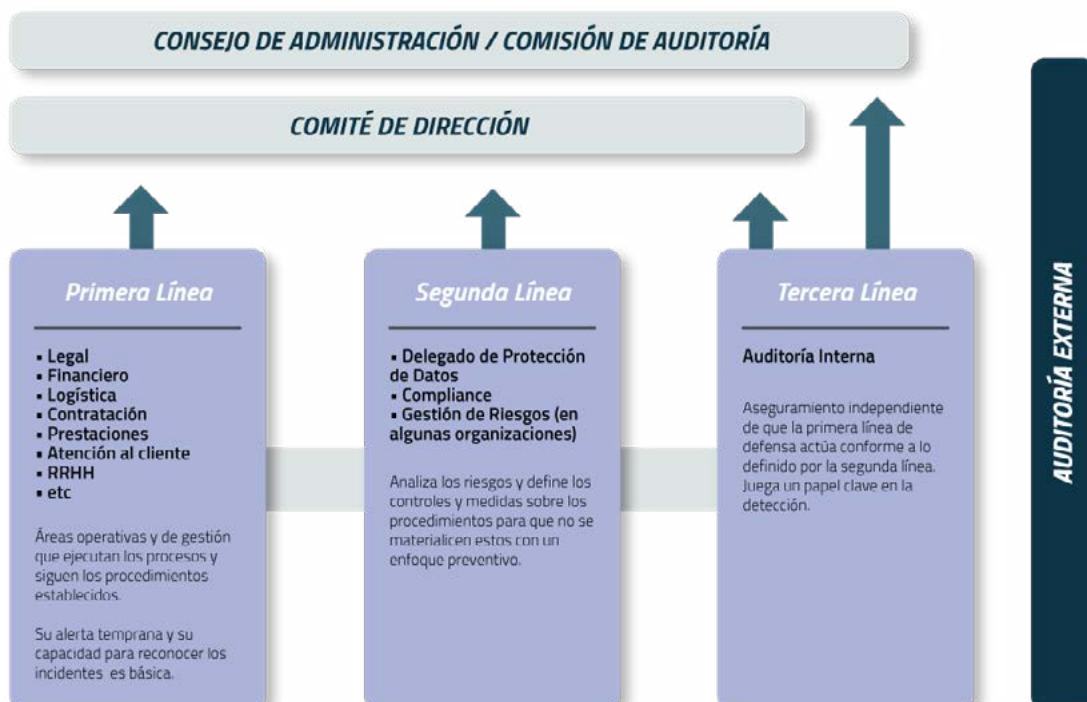 CONSEJO DE ADMINISTRACIÓN / COMISIÓN DE AUDITORÍA
COMITÉ DE DIRECCIÓN
Primera Línea
▪ Legal
▪ Financiero
▪ Logística
▪ Contratación
▪ Prestaciones
▪ Atención al cliente
▪ RRHH
▪ etc
Áreas operativas y de gestión
que ejecutan los procesos y
siguen los procedimientos
establecidos.
Su alerta temprana y su
capacidad para reconocer los
incidentes es básica.
Segunda Línea
▪ Delegado de Protección
de Datos
▪ Compliance
▪ Gestión de Riesgos (en
algunas organizaciones)
Analiza los riesgos y define los
controles y medidas sobre los
procedimientos para que no se
materialicen estos con un
enfoque preventivo.
Tercera Línea
Auditoría Interna
Aseguramiento independiente
de que la primera línea de
defensa actúa conforme a lo
definido por la segunda línea.
Juega un papel clave en la
detección.
AUDITORÍA EXTERNA